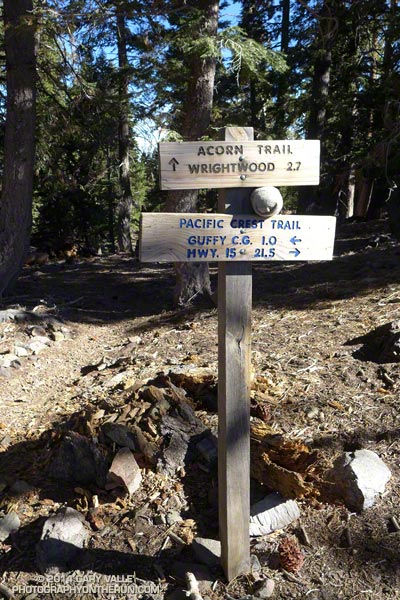 ACORN TRAIL
↑ WRIGHTWOOD 2.7
PACIFIC CREST TRAIL
GUFFY C.G. 1.0 ←
HWY. 15 21.5 →
©2014 GARY VALLE
PHOTOGRAPHYONTHERUN.COM